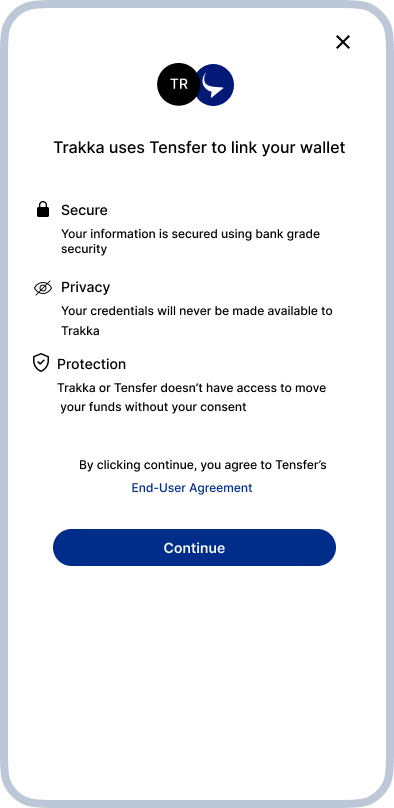 TR
Trakka uses Tensfer to link your wallet
Secure
Your information is secured using bank grade
security
Privacy
Your credentials will never be made available to
Trakka
Protection
Trakka or Tensfer doesn’t have access to move
your funds without your consent
By clicking continue, you agree to Tensfer’s
End-User Agreement
Continue